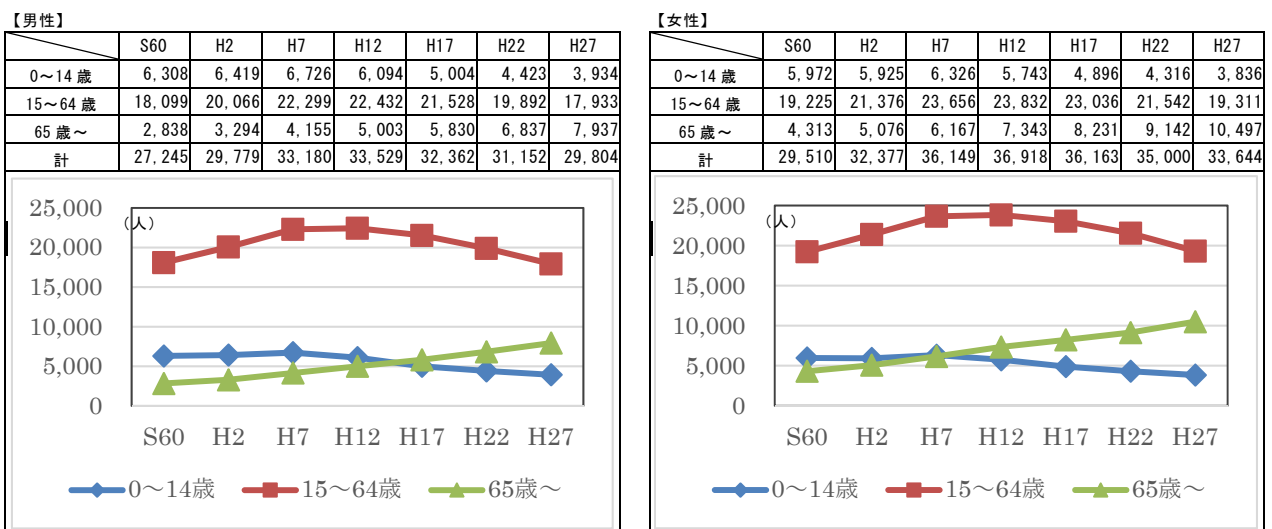 【男性】
S60 H2 H7 H12 H17 H22 H27
0～14歳 6,308 6,419 6,726 6,094 5,004 4,423 3,934
15～64歳 18,099 20,066 22,299 22,432 21,528 19,892 17,933
65歳～ 2,838 3,294 4,155 5,003 5,830 6,837 7,937
計 27,245 29,779 33,180 33,529 32,362 31,152 29,804
(人)
25,000
20,000
15,000
10,000
5,000
0
S60 H2 H7 H12 H17 H22 H27
0～14歳 15～64歳 65歳～
【女性】
S60 H2 H7 H12 H17 H22 H27
0～14歳 5,972 5,925 6,326 5,743 4,896 4,316 3,836
15～64歳 19,225 21,376 23,656 23,832 23,036 21,542 19,311
65歳～ 4,313 5,076 6,167 7,343 8,231 9,142 10,497
計 29,510 32,377 36,149 36,918 36,163 35,000 33,644
(人)
25,000
20,000
15,000
10,000
5,000
0
S60 H2 H7 H12 H17 H22 H27
0～14歳 15～64歳 65歳～